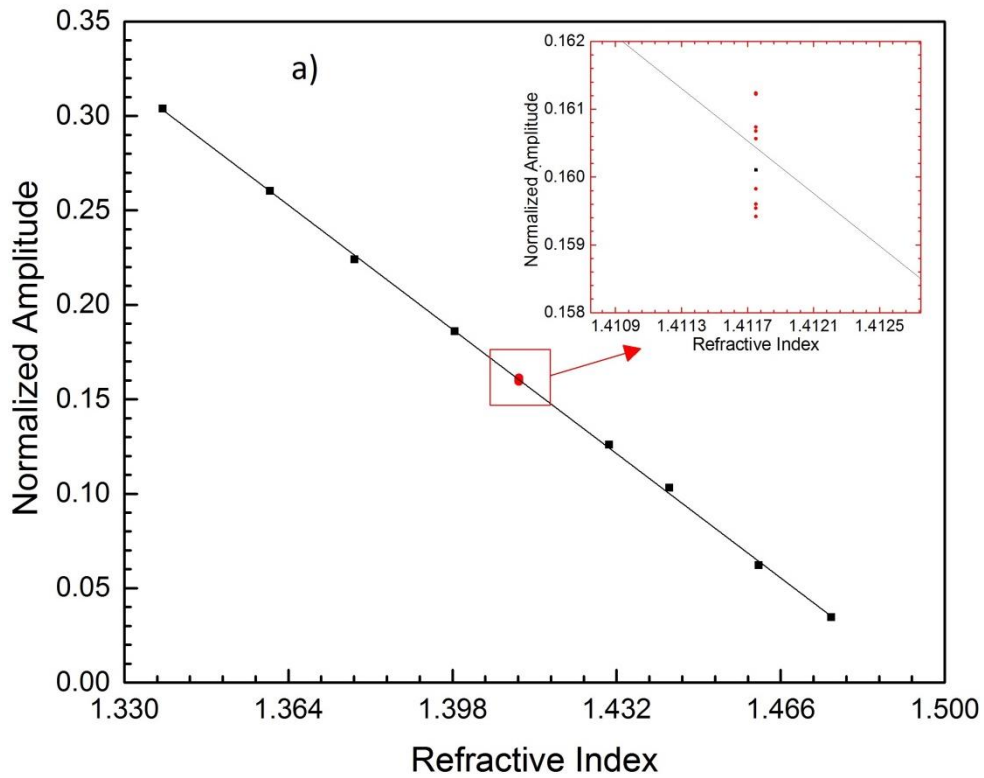 a)
Normalized Amplitude
0.35
0.30
0.25
0.20
0.15
0.10
0.05
0.00
1.330 1.364 1.398 1.432 1.466 1.500
Refractive Index
Normalized Amplitude
0.162
0.161
0.160
0.159
0.158
1.4109 1.4113 1.4117 1.4121 1.4125
Refractive Index